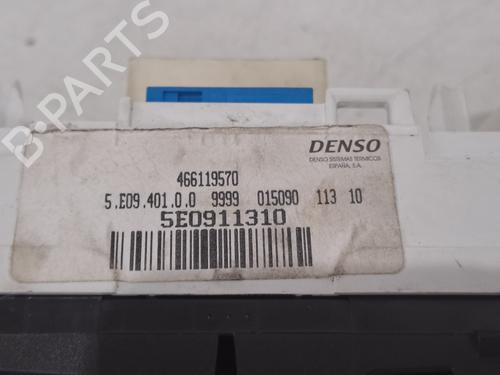 B-PARTS
DENSO
DENSO SISTEMAS TERMICOS
ESPAÑA, S.A.
466119570
5.E09.401.0.0 9999 015090 113 10
5E0911310